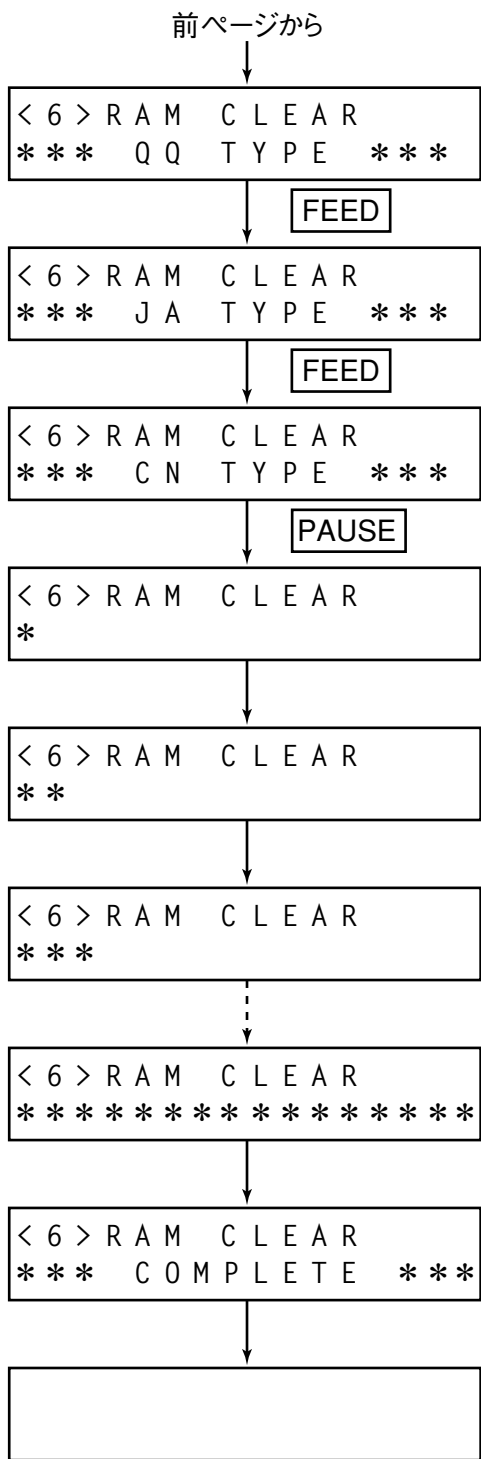 前ページから
<6>RAM CLEAR
*** QQ TYPE ***
FEED
<6>RAM CLEAR
*** JA TYPE ***
FEED
<6>RAM CLEAR
*** CN TYPE ***
PAUSE
<6>RAM CLEAR
*
<6>RAM CLEAR
**
<6>RAM CLEAR
***
<6>RAM CLEAR
****************
<6>RAM CLEAR
*** COMPLETE ***